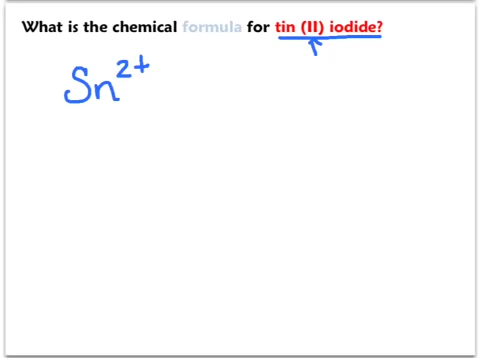 What is the chemical formula for tin (II) iodide?
Sn²⁺